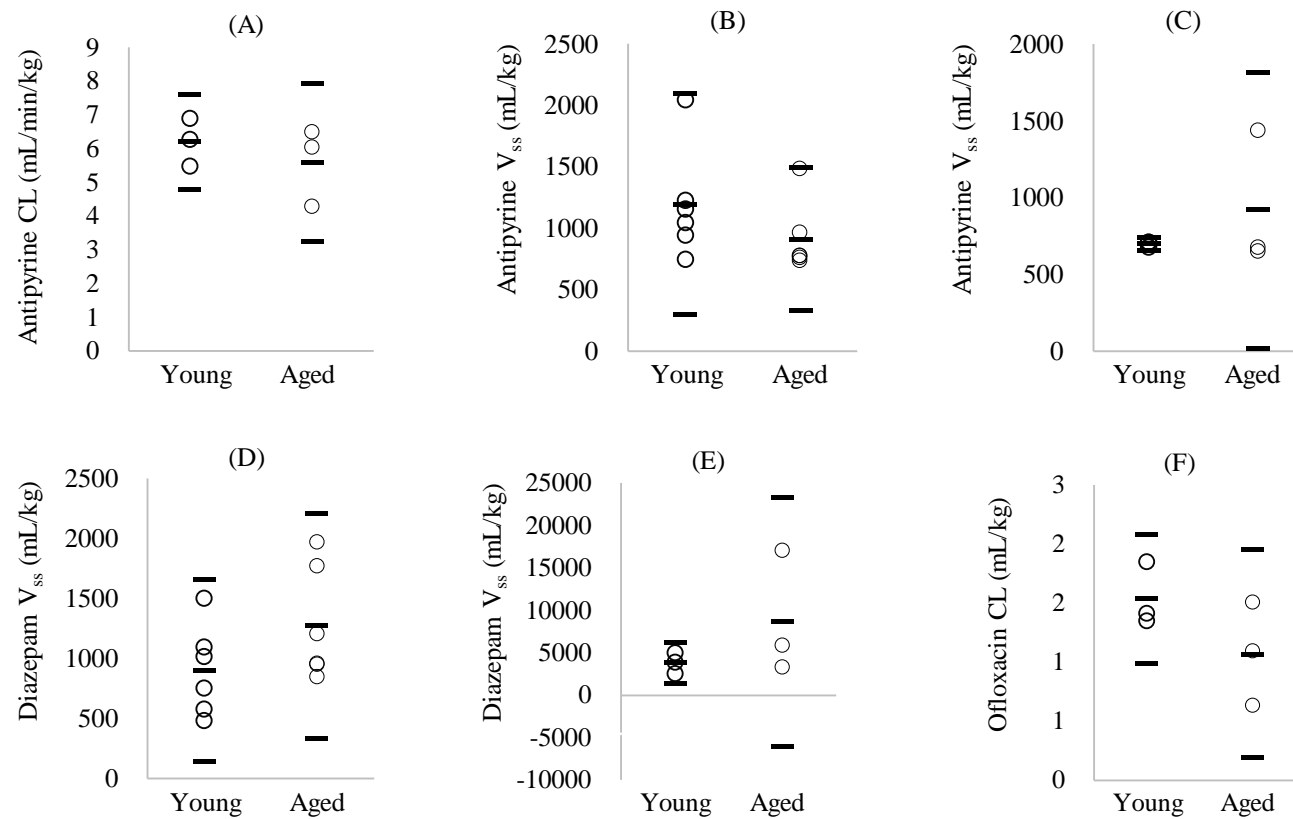 (A)
Antipyrine CL (mL/min/kg)
9
8
7
6
5
4
3
2
1
0
Young Aged
(B)
Antipyrine Vss (mL/kg)
2500
2000
1500
1000
500
0
Young Aged
(C)
Antipyrine Vss (mL/kg)
2000
1500
1000
500
0
Young Aged
(D)
Diazepam Vss (mL/kg)
2500
2000
1500
1000
500
0
Young Aged
(E)
Diazepam Vss (mL/kg)
25000
20000
15000
10000
5000
0
-5000
-10000
Young Aged
(F)
Ofloxacin CL (mL/kg)
3
2
2
1
1
0
Young Aged